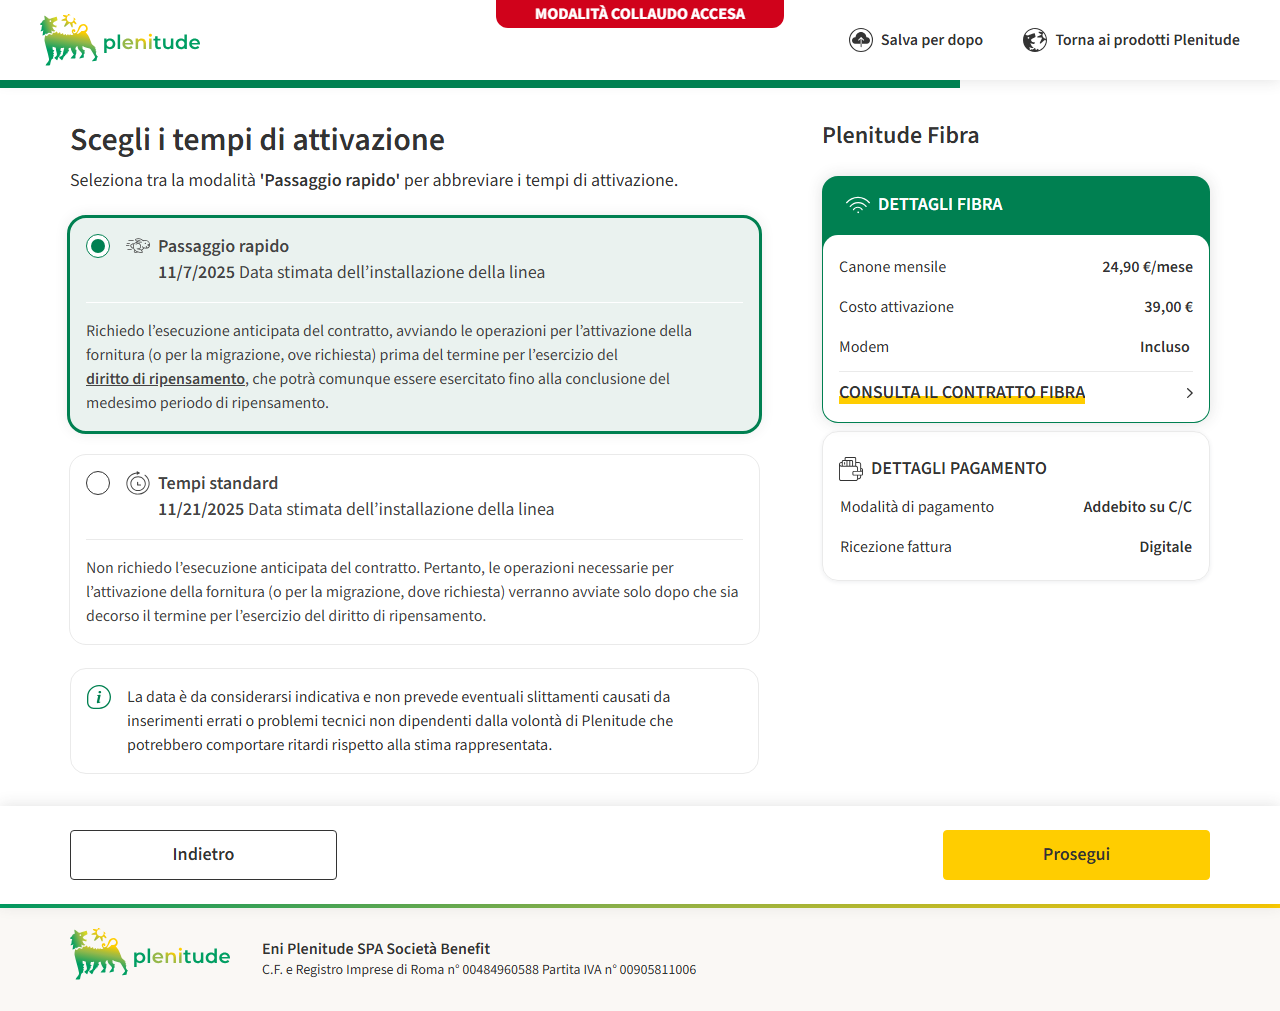 MODALITÀ COLLAUDO ACCESA
plenitude
Salva per dopo
Torna ai prodotti Plenitude
Scegli i tempi di attivazione
Seleziona tra la modalità 'Passaggio rapido' per abbreviare i tempi di attivazione.
Passaggio rapido
11/7/2025 Data stimata dell’installazione della linea
Richiedo l’esecuzione anticipata del contratto, avviando le operazioni per l’attivazione della
fornitura (o per la migrazione, ove richiesta) prima del termine per l’esercizio del
diritto di ripensamento, che potrà comunque essere esercitato fino alla conclusione del
medesimo periodo di ripensamento.
Tempi standard
11/21/2025 Data stimata dell’installazione della linea
Non richiedo l’esecuzione anticipata del contratto. Pertanto, le operazioni necessarie per
l’attivazione della fornitura (o per la migrazione, dove richiesta) verranno avviate solo dopo che sia
decorso il termine per l’esercizio del diritto di ripensamento.
i
La data è da considerarsi indicativa e non prevede eventuali slittamenti causati da
inserimenti errati o problemi tecnici non dipendenti dalla volontà di Plenitude che
potrebbero comportare ritardi rispetto alla stima rappresentata.
Plenitude Fibra
DETTAGLI FIBRA
Canone mensile 24,90 €/mese
Costo attivazione 39,00 €
Modem Incluso
CONSULTA IL CONTRATTO FIBRA
DETTAGLI PAGAMENTO
Modalità di pagamento Addebito su C/C
Ricezione fattura Digitale
Indietro
Prosegui
plenitude
Eni Plenitude SPA Società Benefit
C.F. e Registro Imprese di Roma n° 00484960588 Partita IVA n° 00905811006